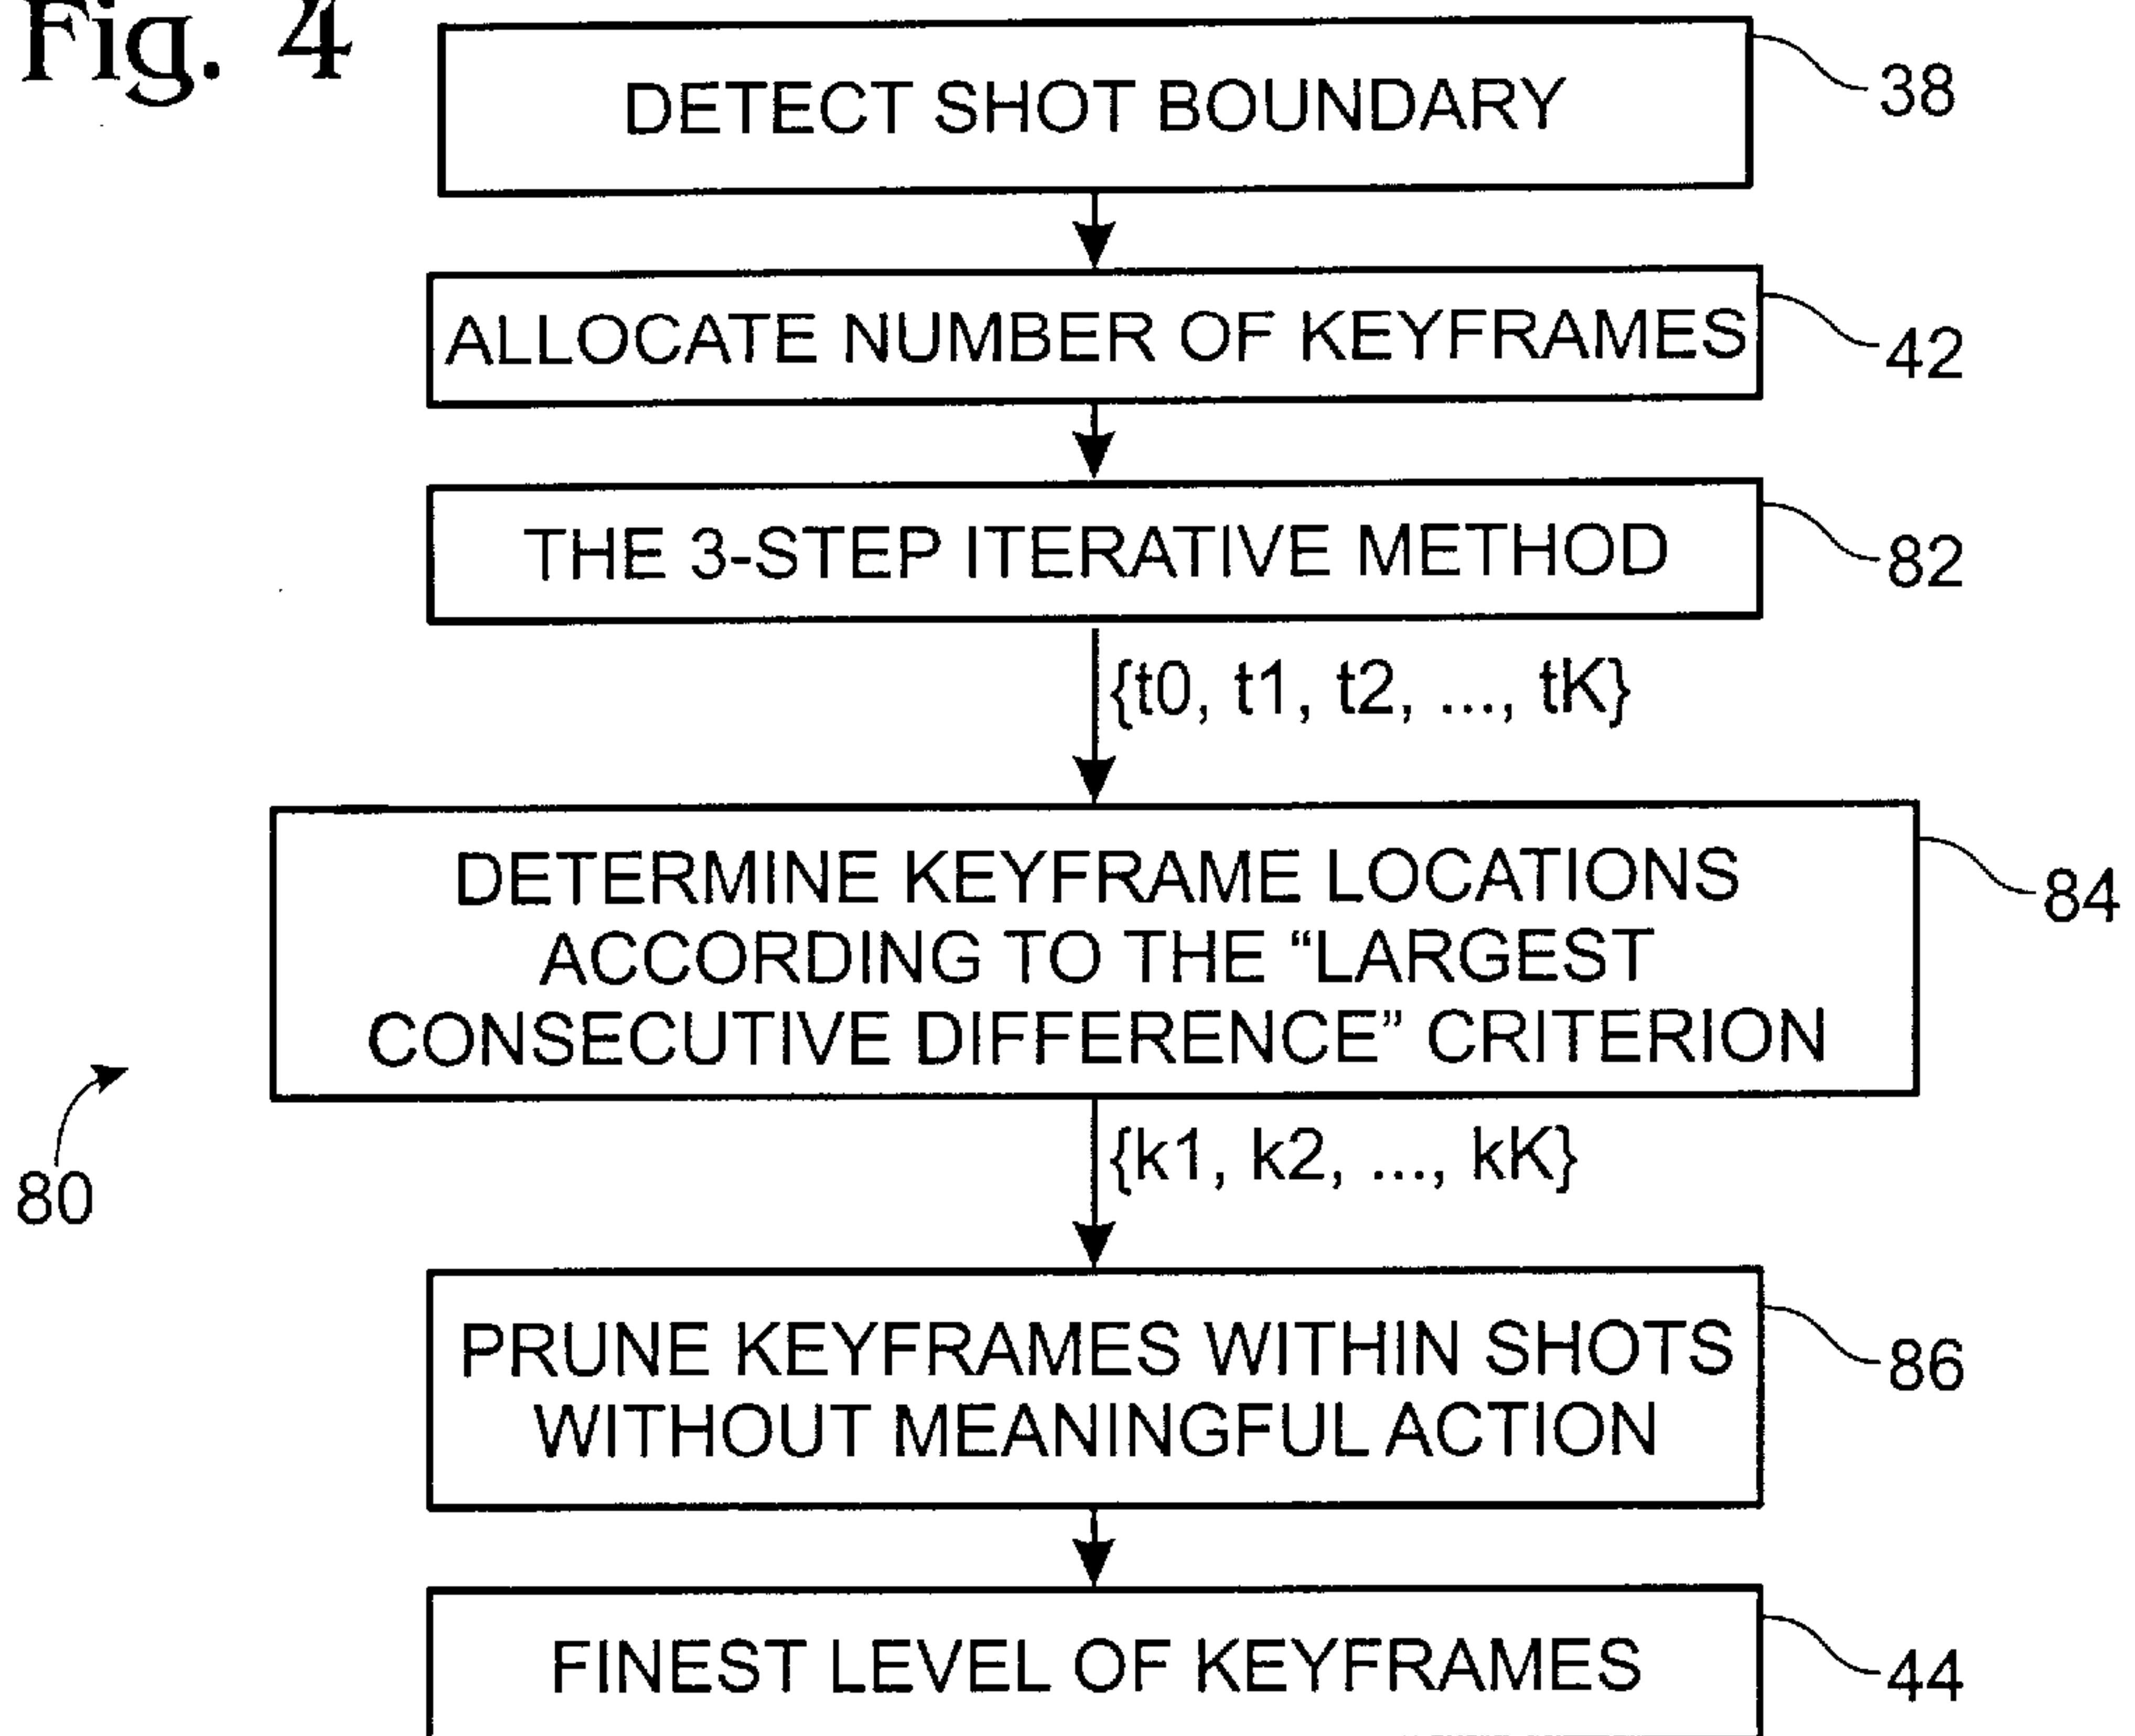 Fig. 4
DETECT SHOT BOUNDARY
38
ALLOCATE NUMBER OF KEYFRAMES
42
THE 3-STEP ITERATIVE METHOD
82
{t0, t1, t2, ..., tK}
DETERMINE KEYFRAME LOCATIONS
ACCORDING TO THE “LARGEST
CONSECUTIVE DIFFERENCE” CRITERION
84
80
{k1, k2, ..., kK}
PRUNE KEYFRAMES WITHIN SHOTS
WITHOUT MEANINGFUL ACTION
86
FINEST LEVEL OF KEYFRAMES
44